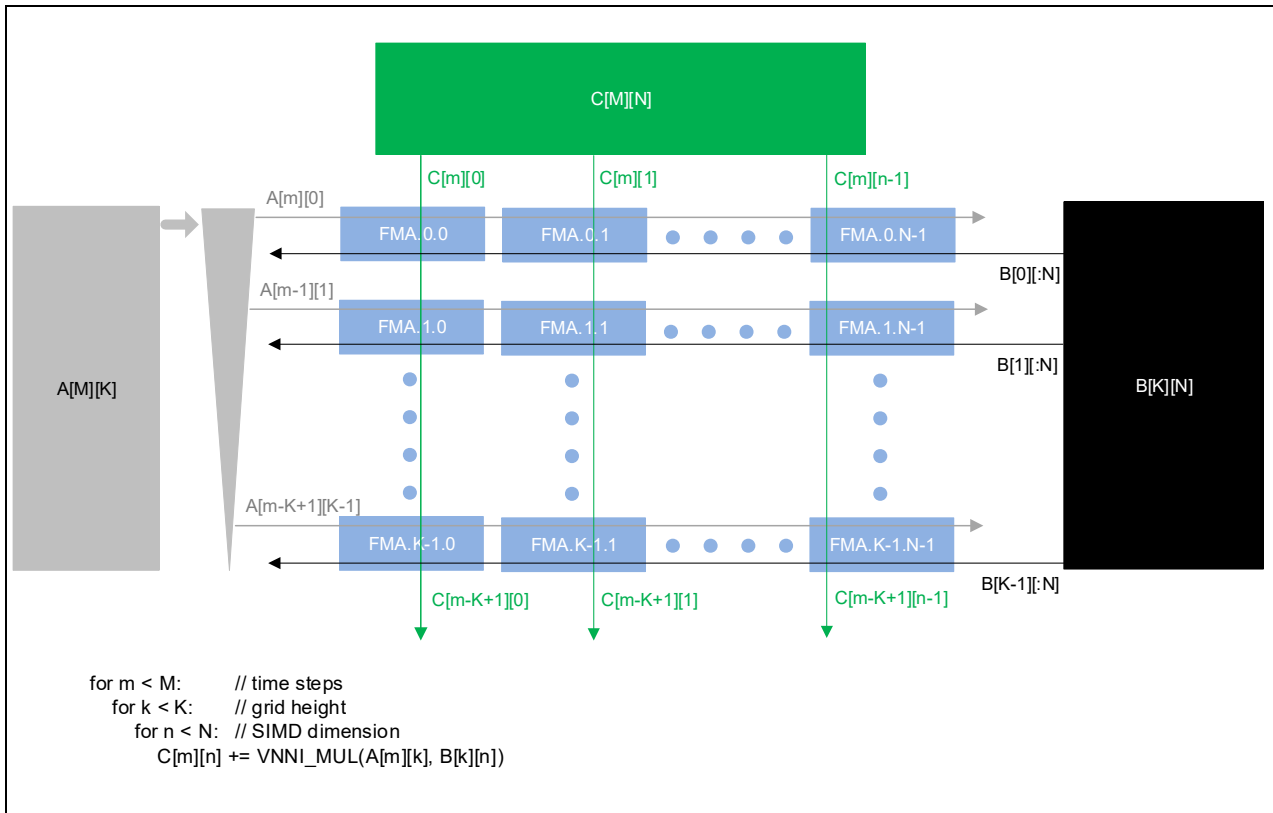 C[M][N]
C[m][0]
C[m][1]
C[m][n-1]
A[m][0]
FMA.0.0
FMA.0.1
FMA.0.N-1
B[0][:N]
A[m-1][1]
FMA.1.0
FMA.1.1
FMA.1.N-1
B[1][:N]
A[M][K]
B[K][N]
A[m-K+1][K-1]
FMA.K-1.0
FMA.K-1.1
FMA.K-1.N-1
B[K-1][:N]
C[m-K+1][0]
C[m-K+1][1]
C[m-K+1][n-1]
for m < M: // time steps
for k < K: // grid height
for n < N: // SIMD dimension
C[m][n] += VNNI_MUL(A[m][k], B[k][n])